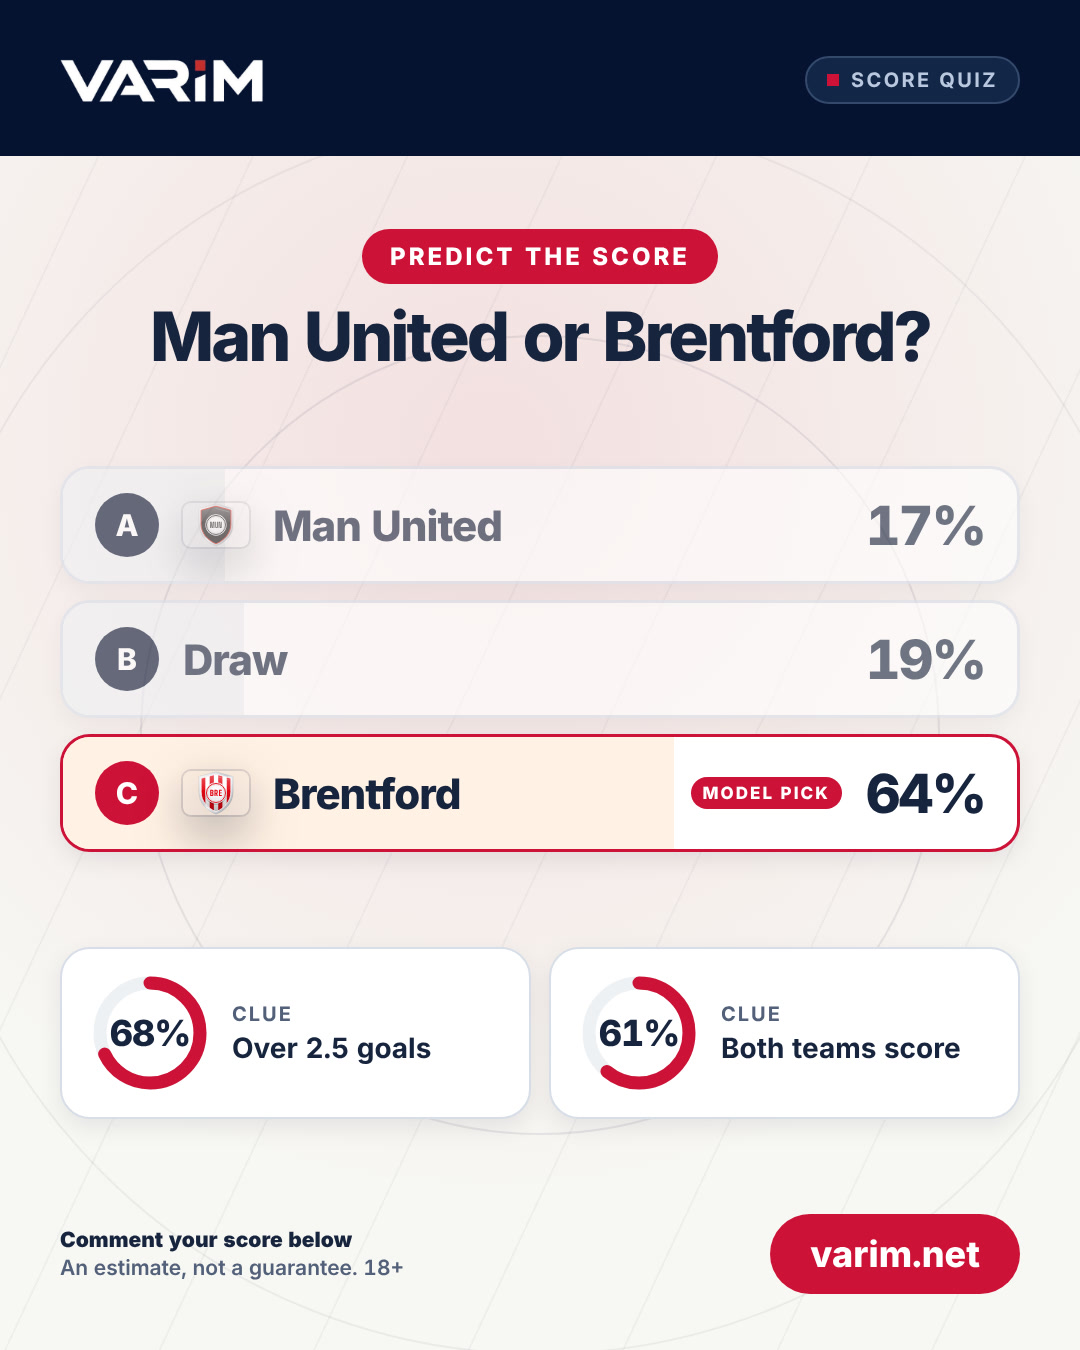 VARiM
SCORE QUIZ
PREDICT THE SCORE
Man United or Brentford?
A MUN Man United 17%
B Draw 19%
C BRE Brentford MODEL PICK 64%
68% CLUE
Over 2.5 goals
61% CLUE
Both teams score
Comment your score below
An estimate, not a guarantee. 18+
varim.net